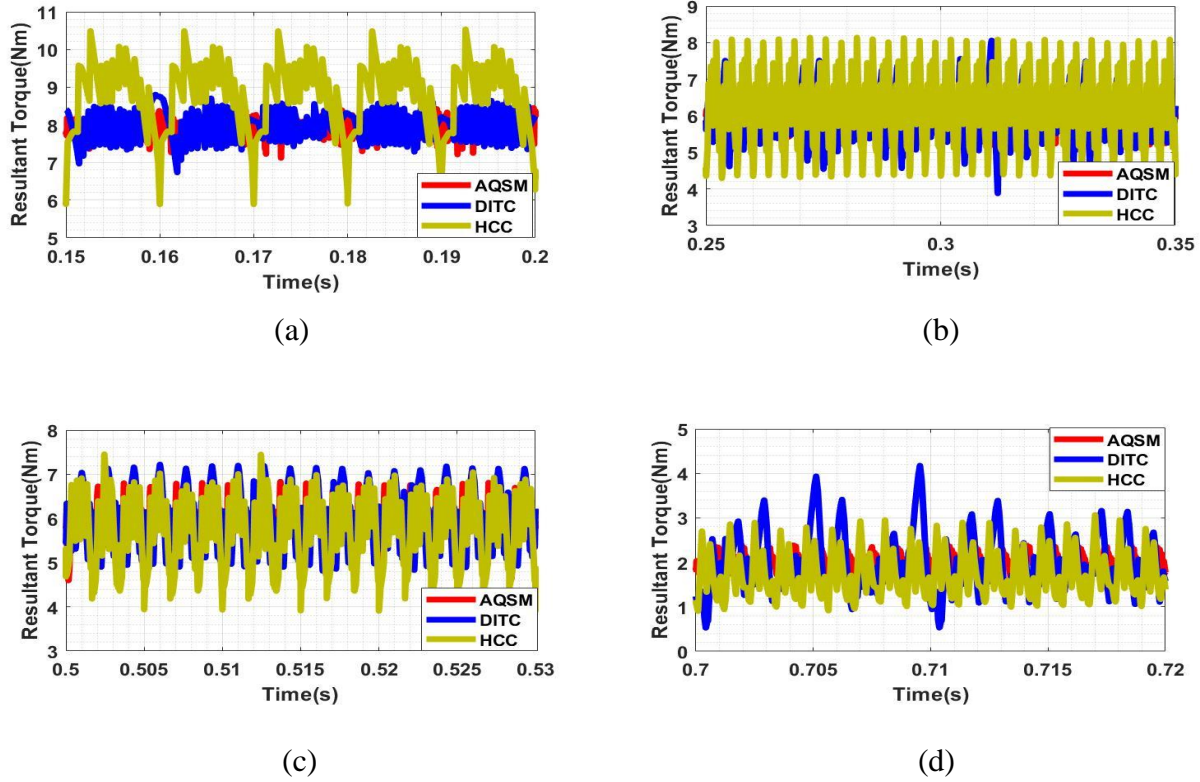 11
10
9
8
7
6
5
Resultant Torque(Nm)
AQSM
DITC
HCC
0.15 0.16 0.17 0.18 0.19 0.2
Time(s)
(a)
9
8
7
6
5
4
3
Resultant Torque(Nm)
AQSM
DITC
HCC
0.25 0.3 0.35
Time(s)
(b)
8
7
6
5
4
3
Resultant Torque(Nm)
AQSM
DITC
HCC
0.5 0.505 0.51 0.515 0.52 0.525 0.53
Time(s)
(c)
5
4
3
2
1
0
Resultant Torque(Nm)
AQSM
DITC
HCC
0.7 0.705 0.71 0.715 0.72
Time(s)
(d)